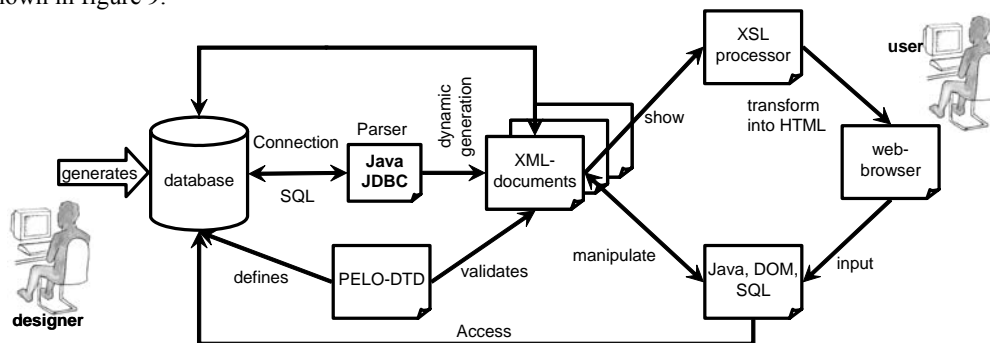 own in figure 9.
XSL
processor
user
show
transform
into HTML
dynamic
generation
Parser
Connection
Java
JDBC
XML-
documents
web-
browser
generates
database
SQL
manipulate
input
defines
PELO-DTD
validates
Java, DOM,
SQL
designer
Access